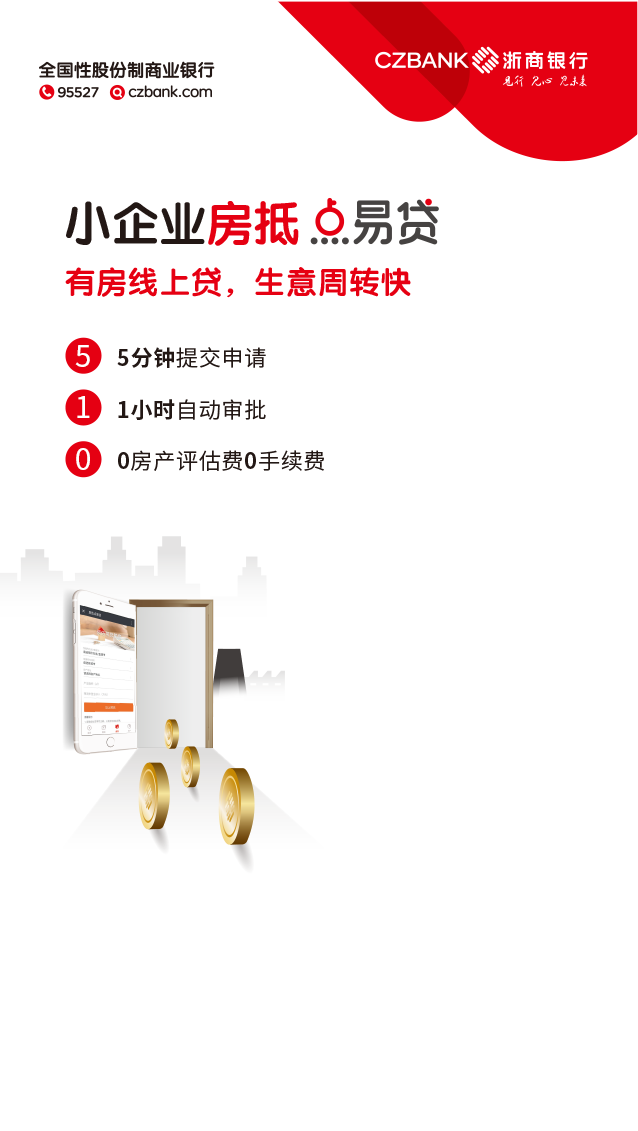 全国性股份制商业银行
95527 czbank.com
CZBANK 浙商银行
见行 见心 见未来
小企业房抵 点易贷
有房线上贷，生意周转快
5 5分钟提交申请
1 1小时自动审批
0 0房产评估费0手续费